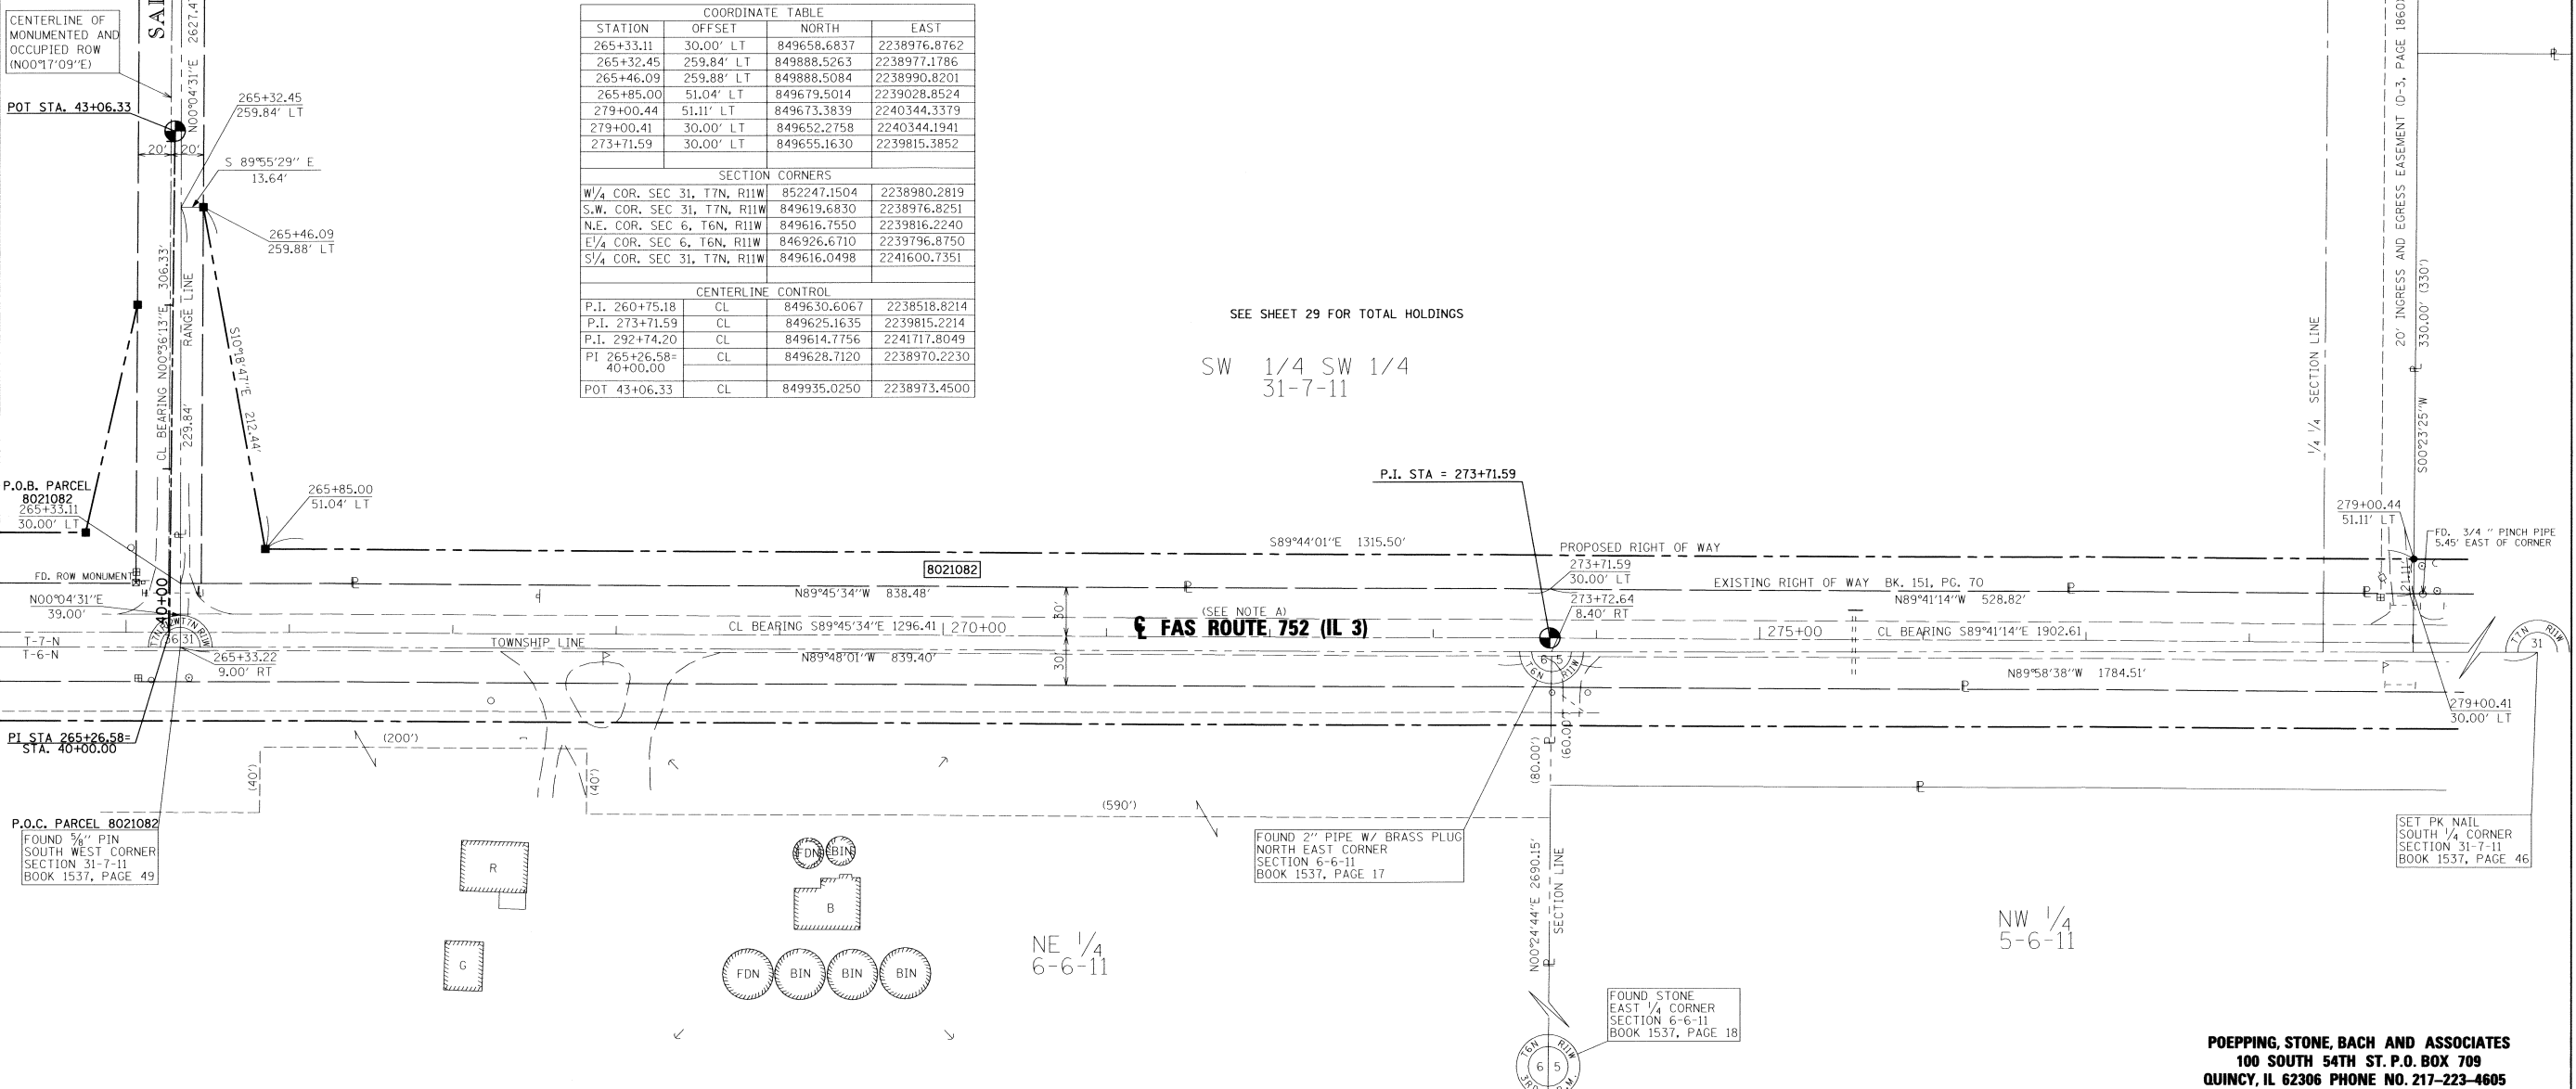 CENTERLINE OF
MONUMENTED AND
OCCUPIED ROW
(N00°17'09"E)
POT STA. 43+06.33
N00°04'31"E
20' 20'
265+32.45
259.84' LT
S 89°55'29" E
13.64'
265+46.09
259.88' LT
CL BEARING N00°36'13"E 306.33'
RANGE LINE
229.84'
S10°18'47"E 212.44'
COORDINATE TABLE
STATION OFFSET NORTH EAST
265+33.11 30.00' LT 849658.6837 2238976.8762
265+32.45 259.84' LT 849888.5263 2238977.1786
265+46.09 259.88' LT 849888.5084 2238990.8201
265+85.00 51.04' LT 849679.5014 2239028.8524
279+00.44 51.11' LT 849673.3839 2240344.3379
279+00.41 30.00' LT 849652.2758 2240344.1941
273+71.59 30.00' LT 849655.1630 2239815.3852
SECTION CORNERS
W1/4 COR. SEC 31, T7N, R11W 852247.1504 2238980.2819
S.W. COR. SEC 31, T7N, R11W 849619.6830 2238976.8251
N.E. COR. SEC 6, T6N, R11W 849616.7550 2239816.2240
E1/4 COR. SEC 6, T6N, R11W 846926.6710 2239796.8750
S1/4 COR. SEC 31, T7N, R11W 849616.0498 2241600.7351
CENTERLINE CONTROL
P.I. 260+75.18 CL 849630.6067 2238518.8214
P.I. 273+71.59 CL 849625.1635 2239815.2214
P.I. 292+74.20 CL 849614.7756 2241717.8049
PI 265+26.58= CL 849628.7120 2238970.2230
40+00.00
POT 43+06.33 CL 849935.0250 2238973.4500
SEE SHEET 29 FOR TOTAL HOLDINGS
SW 1/4 SW 1/4
31-7-11
1/4 1/4 SECTION LINE
20' INGRESS AND EGRESS EASEMENT (D-3, PAGE 1860
330.00' (330')
S00°23'25"W
P.O.B. PARCEL
8021082
265+33.11
30.00' LT
265+85.00
51.04' LT
P.I. STA = 273+71.59
279+00.44
51.11' LT
FD. 3/4 " PINCH PIPE
5.45' EAST OF CORNER
S89°44'01"E 1315.50'
PROPOSED RIGHT OF WAY
FD. ROW MONUMENT
8021082
273+71.59
30.00' LT
EXISTING RIGHT OF WAY BK. 151, PG. 70
21.11'
N00°04'31"E
39.00'
40+00
N89°45'34"W 838.48'
273+72.64
8.40' RT
N89°41'14"W 528.82'
30'
(SEE NOTE A)
CL BEARING S89°45'34"E 1296.41
270+00
℄ FAS ROUTE 752 (IL 3)
275+00
CL BEARING S89°41'14"E 1902.61
T-7-N
T-6-N
36 31
TOWNSHIP LINE
265+33.22
9.00' RT
N89°48'01"W 839.40'
30'
6 5
T6N R11W
T7N R11W
31
N89°58'38"W 1784.51'
279+00.41
30.00' LT
PI STA 265+26.58=
STA. 40+00.00
(200')
(40')
(40')
(80.00')
(60.00')
(590')
P.O.C. PARCEL 8021082
FOUND 5/8" PIN
SOUTH WEST CORNER
SECTION 31-7-11
BOOK 1537, PAGE 49
FOUND 2" PIPE W/ BRASS PLUG
NORTH EAST CORNER
SECTION 6-6-11
BOOK 1537, PAGE 17
SET PK NAIL
SOUTH 1/4 CORNER
SECTION 31-7-11
BOOK 1537, PAGE 46
R
FDN BIN
B
G
FDN BIN BIN BIN
NE 1/4
6-6-11
N00°24'44"E 2690.15'
SECTION LINE
NW 1/4
5-6-11
FOUND STONE
EAST 1/4 CORNER
SECTION 6-6-11
BOOK 1537, PAGE 18
T6N R11W
6 5
POEPPING, STONE, BACH AND ASSOCIATES
100 SOUTH 54TH ST. P.O. BOX 709
QUINCY, IL 62306 PHONE NO. 217-223-4605